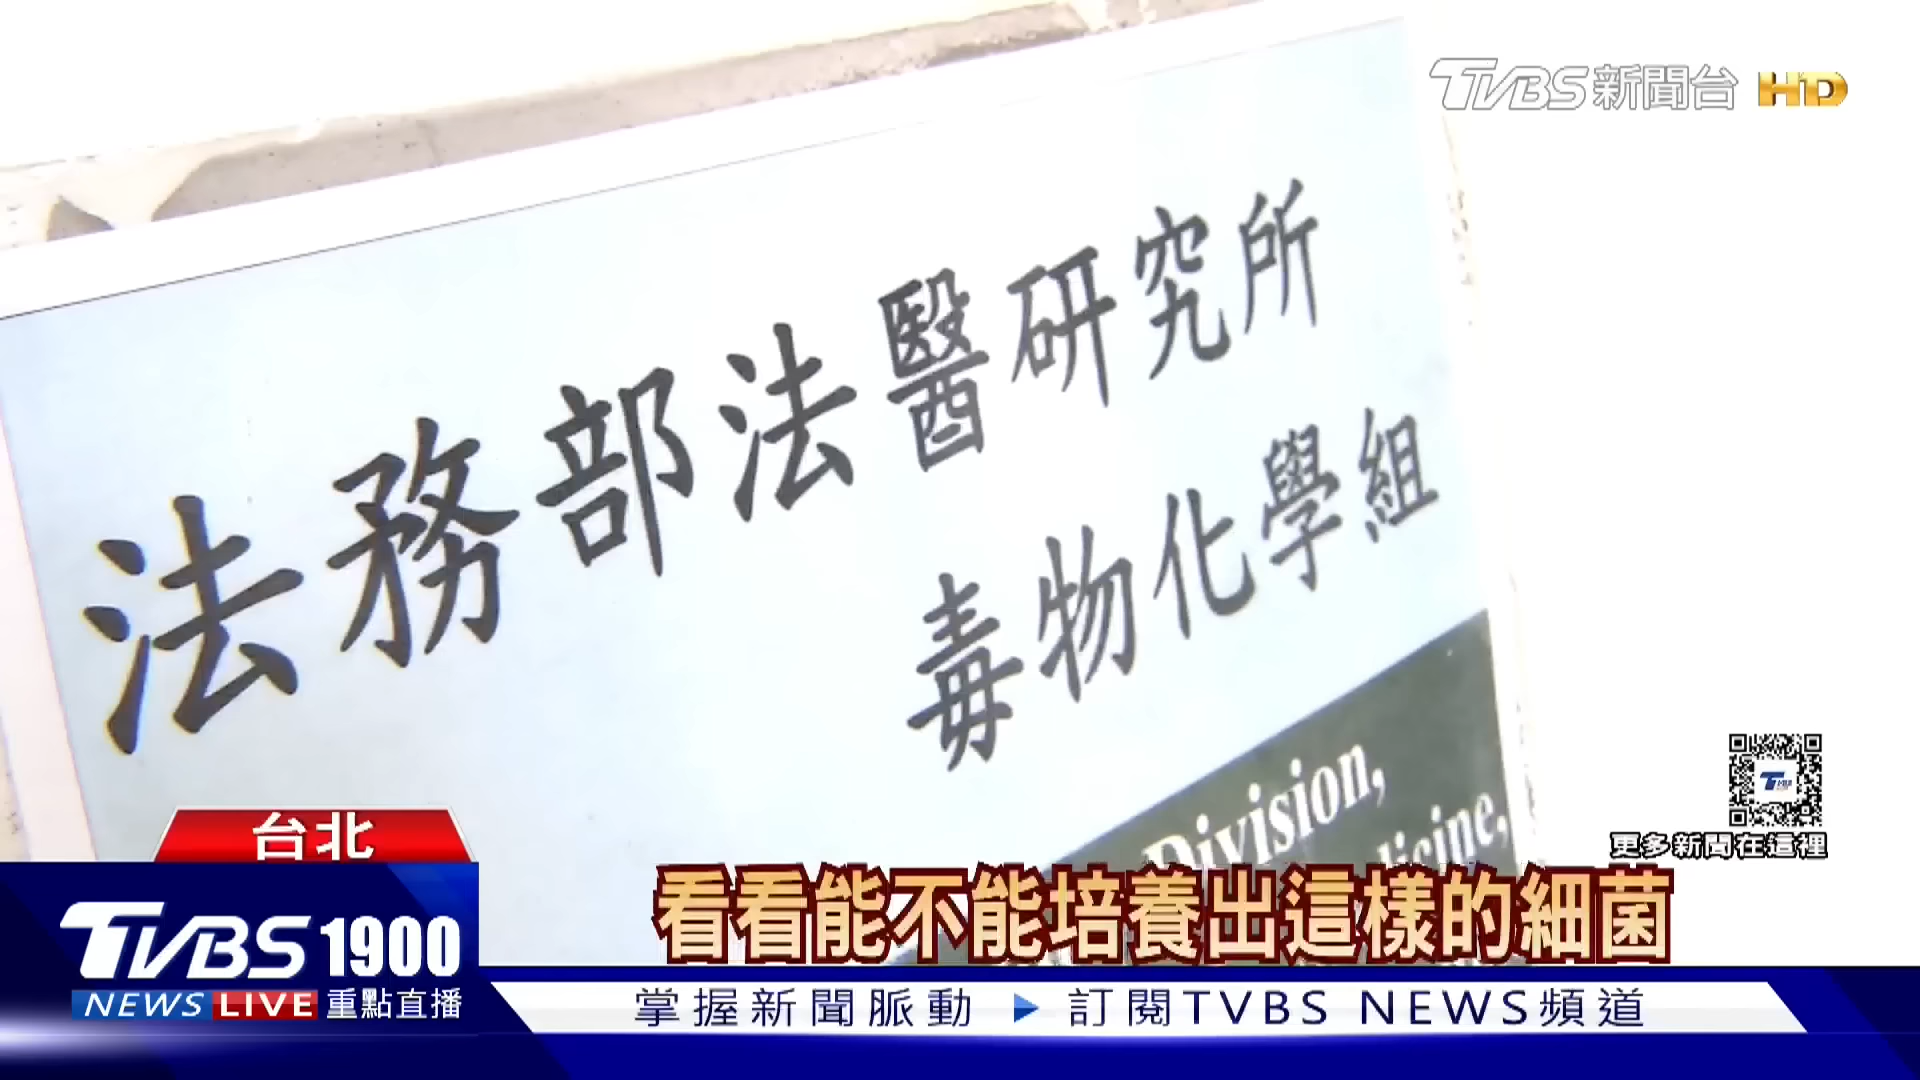 TVBS新聞台 HD
法務部法醫研究所
毒物化學組
Division,
dicine,
更多新聞在這裡
台北
看看能不能培養出這樣的細菌
TVBS 1900
NEWS LIVE 重點直播
掌握新聞脈動 ▶ 訂閱TVBS NEWS頻道